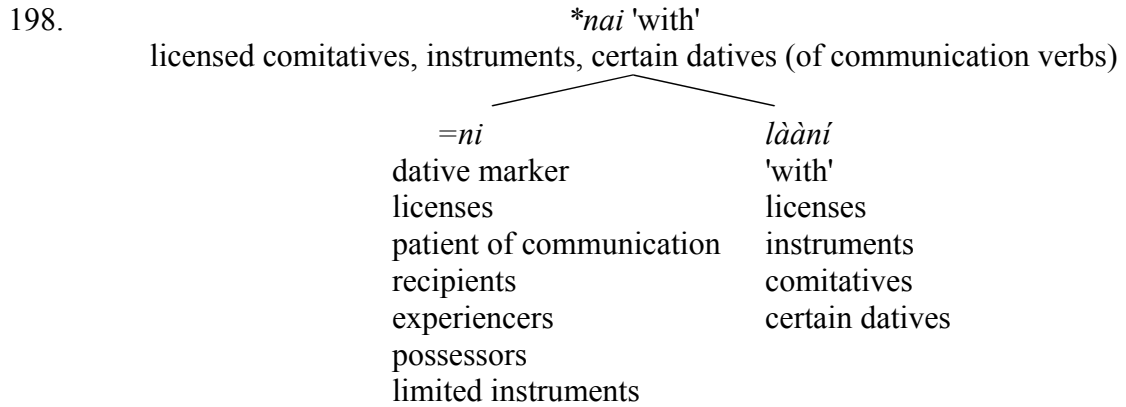 198. *nai 'with'
licensed comitatives, instruments, certain datives (of communication verbs)
=ni làànί
dative marker 'with'
licenses licenses
patient of communication instruments
recipients comitatives
experiencers certain datives
possessors
limited instruments